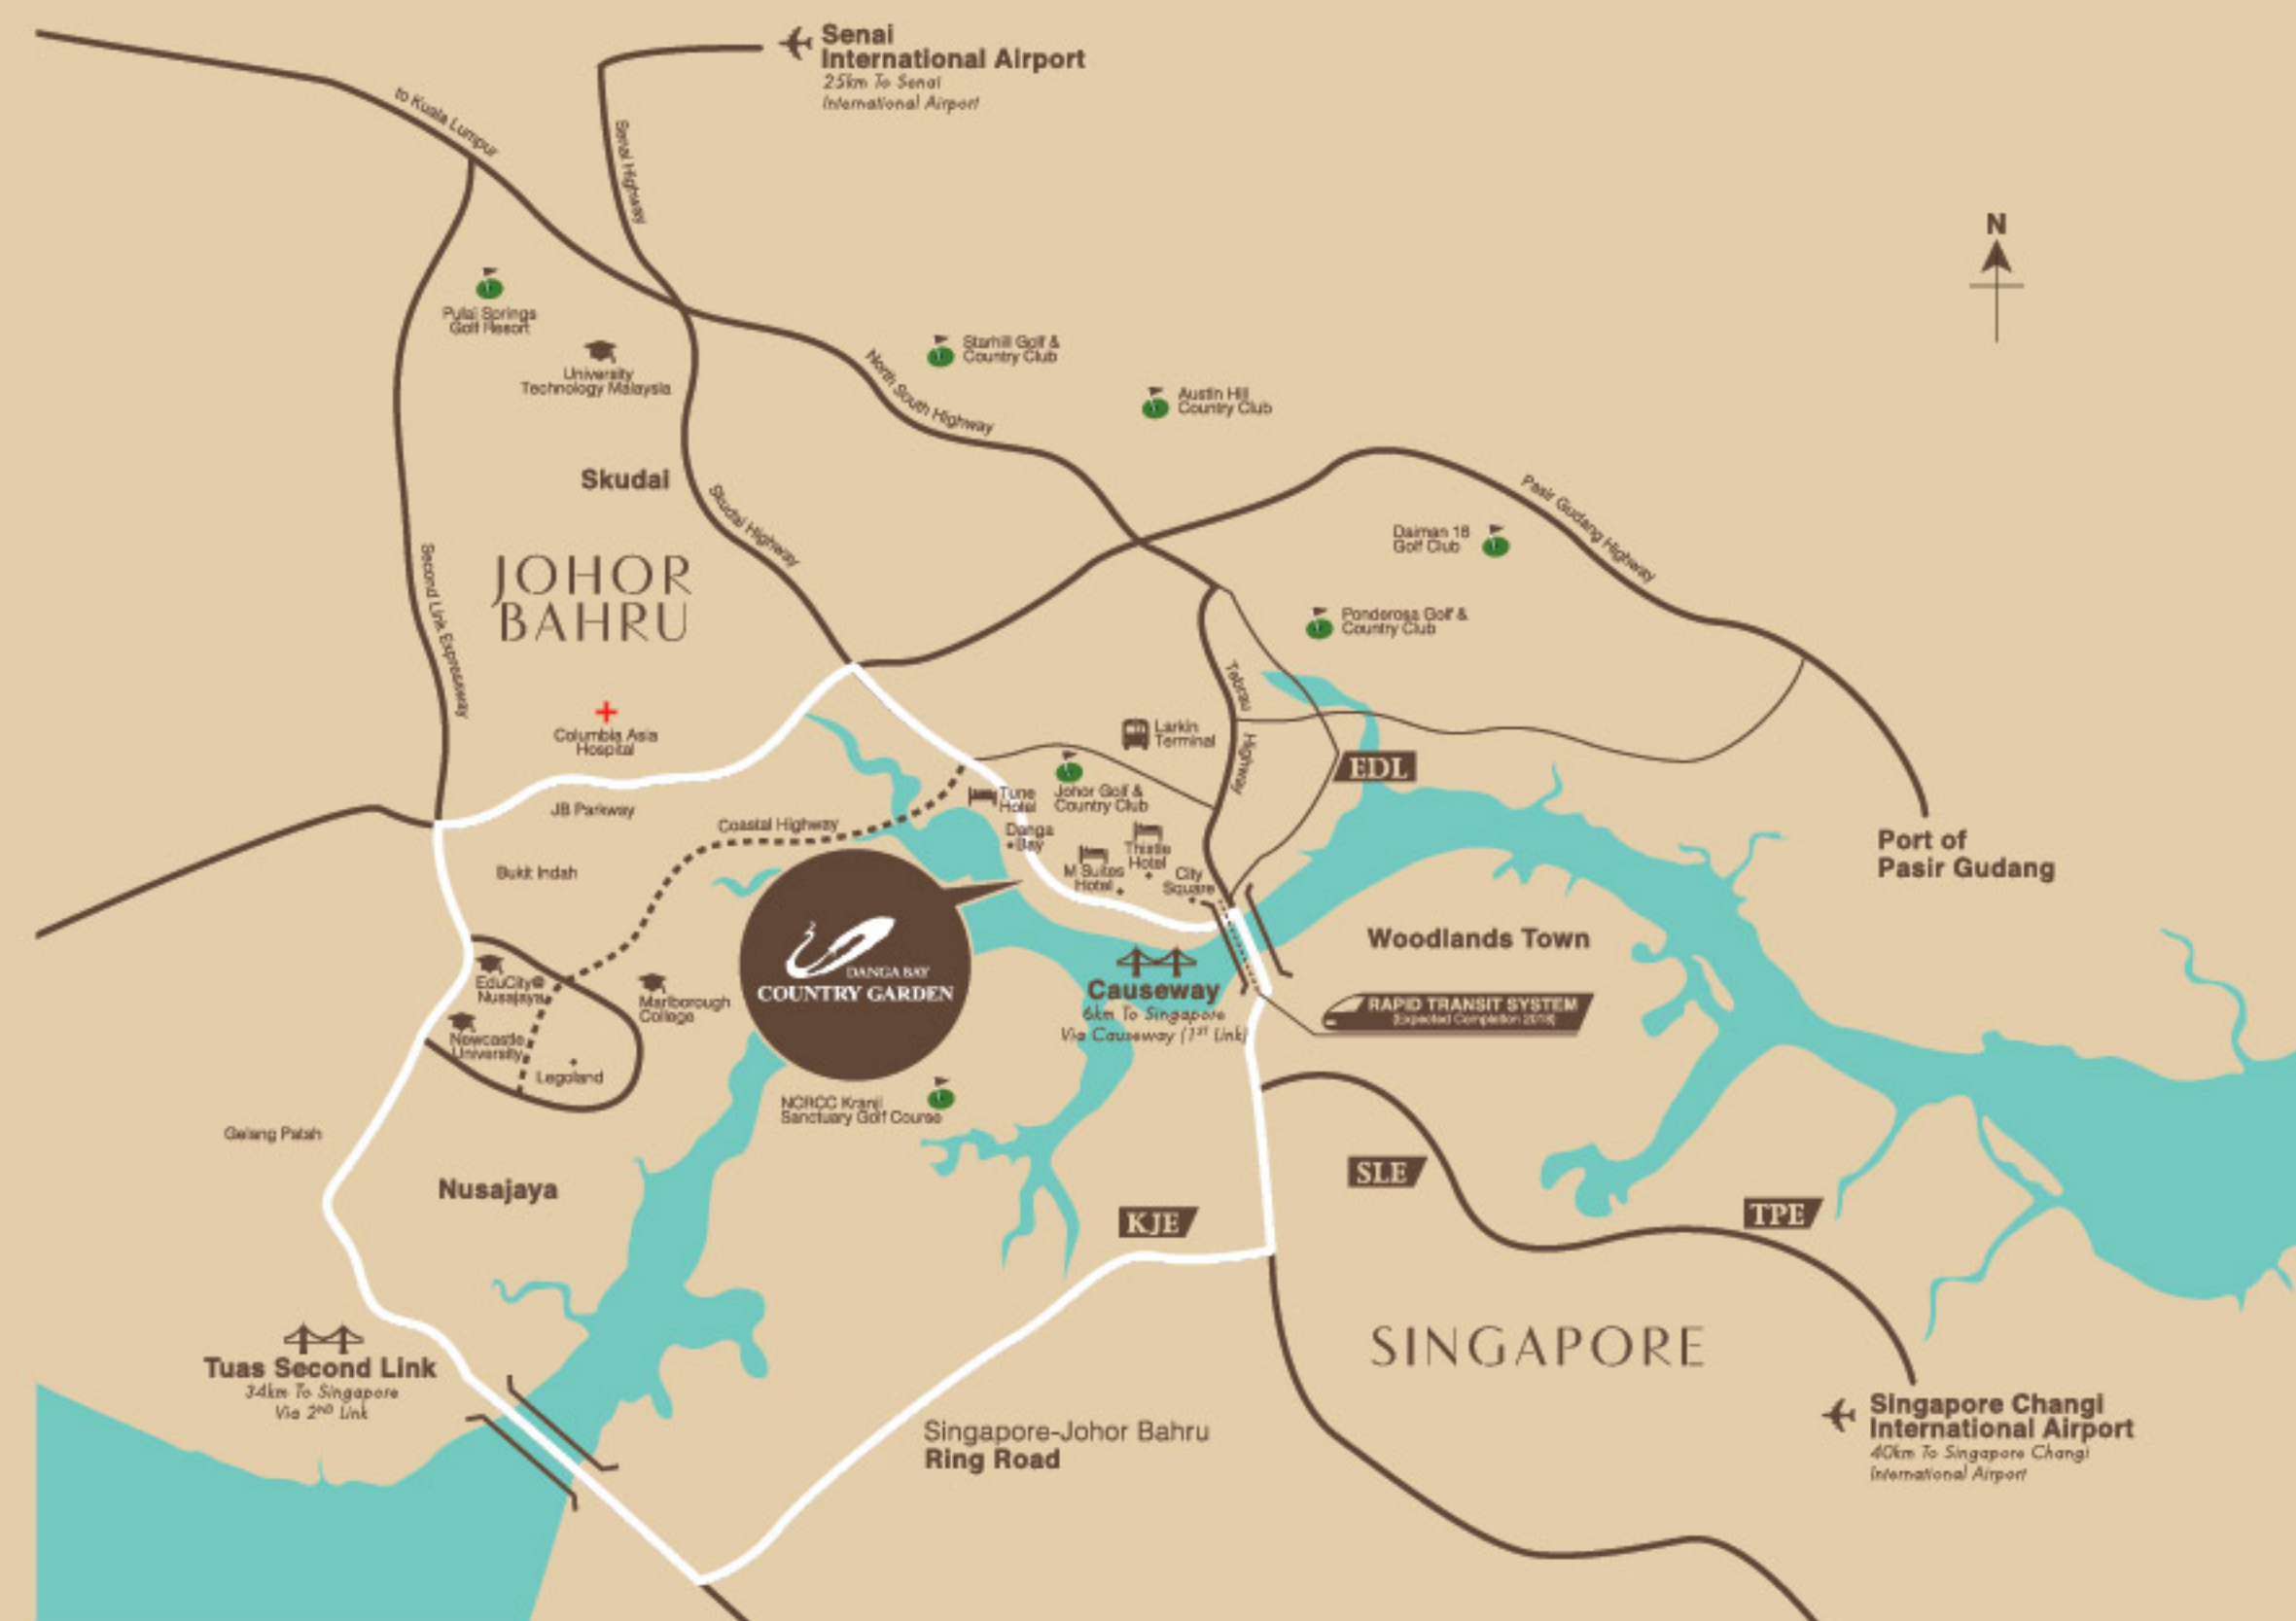 Senai
International Airport
25km To Senai
International Airport
to Kuala Lumpur
Senai Highway
N
Pulai Springs
Golf Resort
University
Technology Malaysia
Starhill Golf &
Country Club
Austin Hill
Country Club
North South Highway
Skudai
Skudai Highway
Pasir Gudang Highway
Daiman 18
Golf Club
JOHOR
BAHRU
Second Link Expressway
Ponderosa Golf &
Country Club
Tebrau Highway
Columbia Asia
Hospital
Larkin
Terminal
EDL
JB Parkway
Coastal Highway
Tune
Hotel
Johor Golf &
Country Club
Danga
Bay
Thistle
Hotel
M Suites
Hotel
City
Square
Port of
Pasir Gudang
Bukit Indah
Woodlands Town
DANGA BAY
COUNTRY GARDEN
EduCity@
Nusajaya
Marlborough
College
Newcastle
University
Legoland
Causeway
6km To Singapore
Via Causeway (1ST Link)
RAPID TRANSIT SYSTEM
(Expected Completion 2018)
NCRCC Kranji
Sanctuary Golf Course
Gelang Patah
Nusajaya
SLE
KJE
TPE
SINGAPORE
Tuas Second Link
34km To Singapore
Via 2ND Link
Singapore-Johor Bahru
Ring Road
Singapore Changi
International Airport
40km To Singapore Changi
International Airport